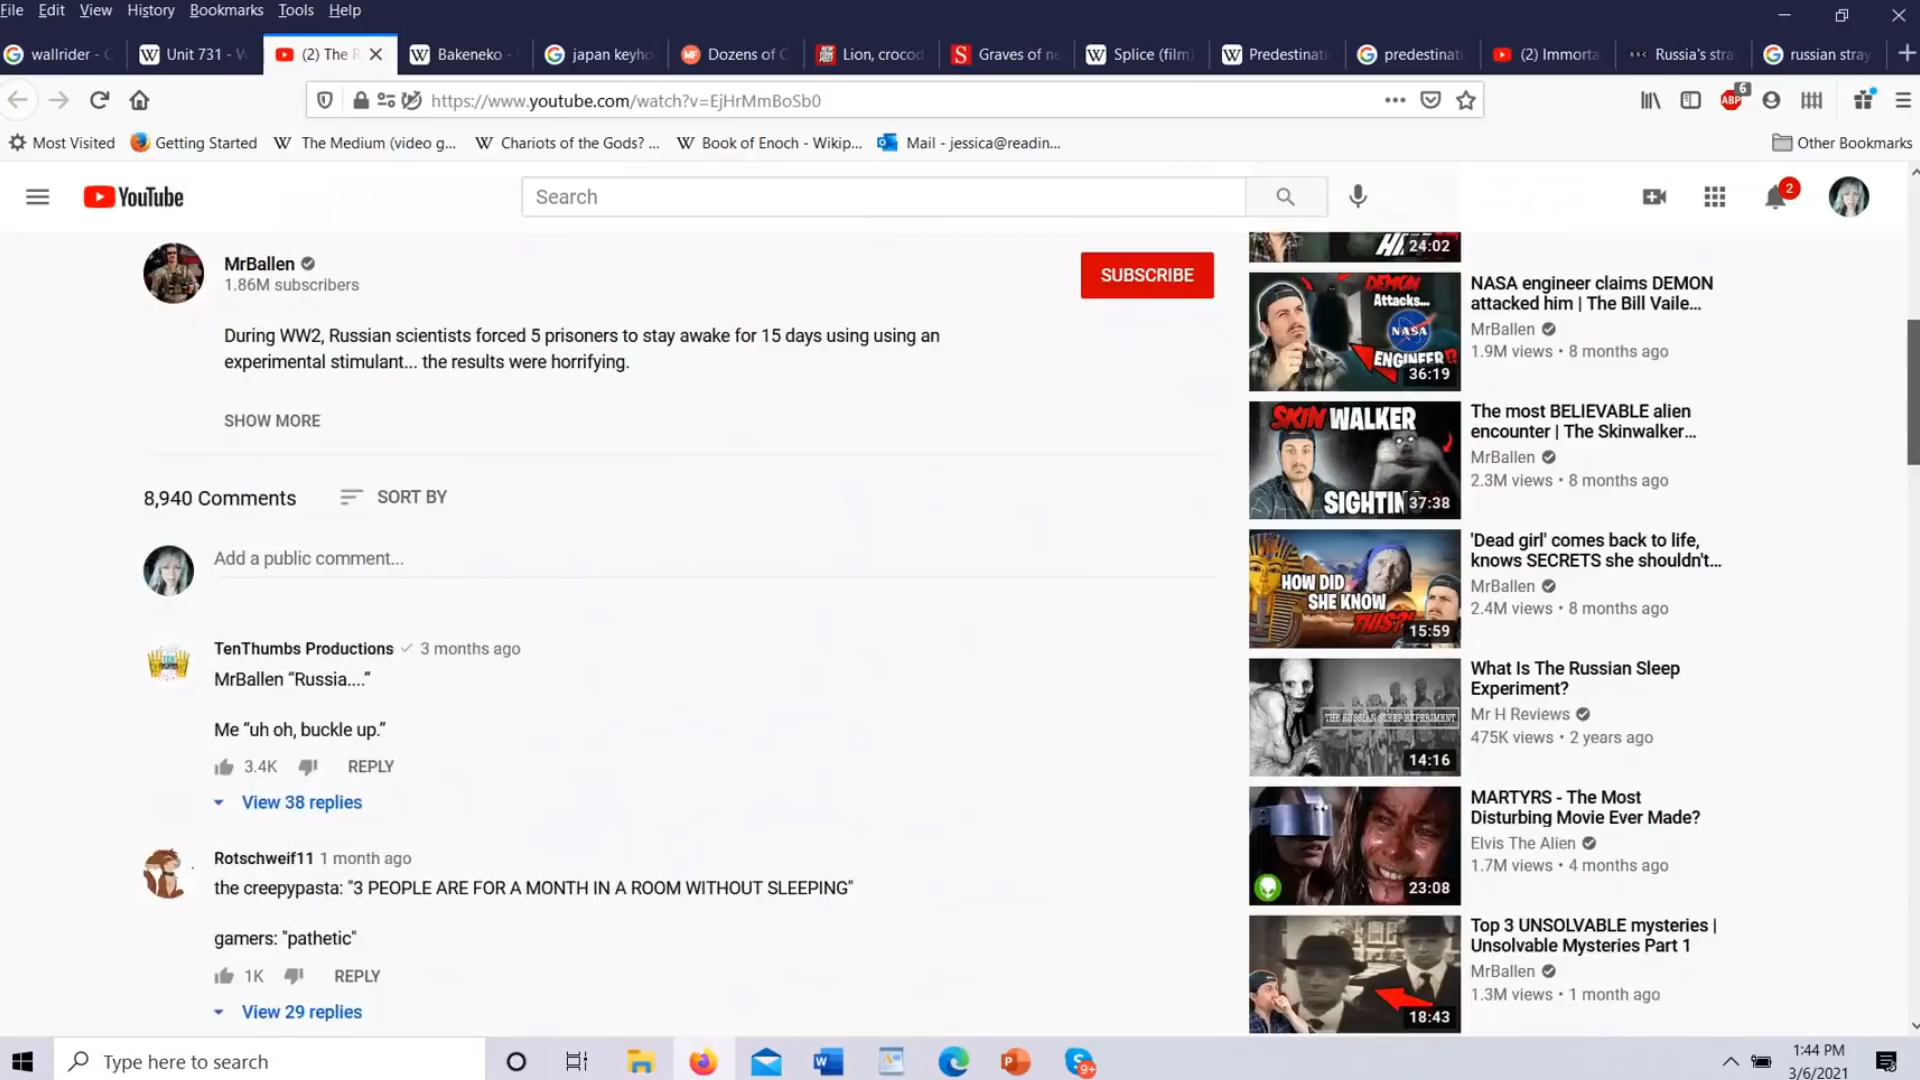 File Edit View History Bookmarks Tools Help
wallrider - G
Unit 731 - W
(2) The R
Bakeneko -
japan keyho
Dozens of C
Lion, crocod
Graves of ne
Splice (film)
Predestinati
predestinat
(2) Immorta
Russia's stra
russian stray
https://www.youtube.com/watch?v=EjHrMmBoSb0
ABP
6
Most Visited
Getting Started
The Medium (video g...
Chariots of the Gods? ...
Book of Enoch - Wikip...
Mail - jessica@readin...
Other Bookmarks
YouTube
Search
2
MrBallen
1.86M subscribers
SUBSCRIBE
During WW2, Russian scientists forced 5 prisoners to stay awake for 15 days using using an
experimental stimulant... the results were horrifying.
SHOW MORE
8,940 Comments
SORT BY
Add a public comment...
TenThumbs Productions 3 months ago
MrBallen “Russia....”
Me “uh oh, buckle up.”
3.4K REPLY
View 38 replies
Rotschweif11 1 month ago
the creepypasta: "3 PEOPLE ARE FOR A MONTH IN A ROOM WITHOUT SLEEPING"
gamers: "pathetic"
1K REPLY
View 29 replies
24:02
DEMON
Attacks...
NASA
ENGINEER!?
36:19
NASA engineer claims DEMON
attacked him | The Bill Vaile...
MrBallen
1.9M views • 8 months ago
SKIN WALKER
SIGHTIN
37:38
The most BELIEVABLE alien
encounter | The Skinwalker...
MrBallen
2.3M views • 8 months ago
HOW DID
SHE KNOW
THIS?!
15:59
'Dead girl' comes back to life,
knows SECRETS she shouldn't...
MrBallen
2.4M views • 8 months ago
THE RUSSIAN SLEEP EXPERIMENT
14:16
What Is The Russian Sleep
Experiment?
Mr H Reviews
475K views • 2 years ago
23:08
MARTYRS - The Most
Disturbing Movie Ever Made?
Elvis The Alien
1.7M views • 4 months ago
18:43
Top 3 UNSOLVABLE mysteries |
Unsolvable Mysteries Part 1
MrBallen
1.3M views • 1 month ago
Type here to search
9+
1:44 PM
3/6/2021